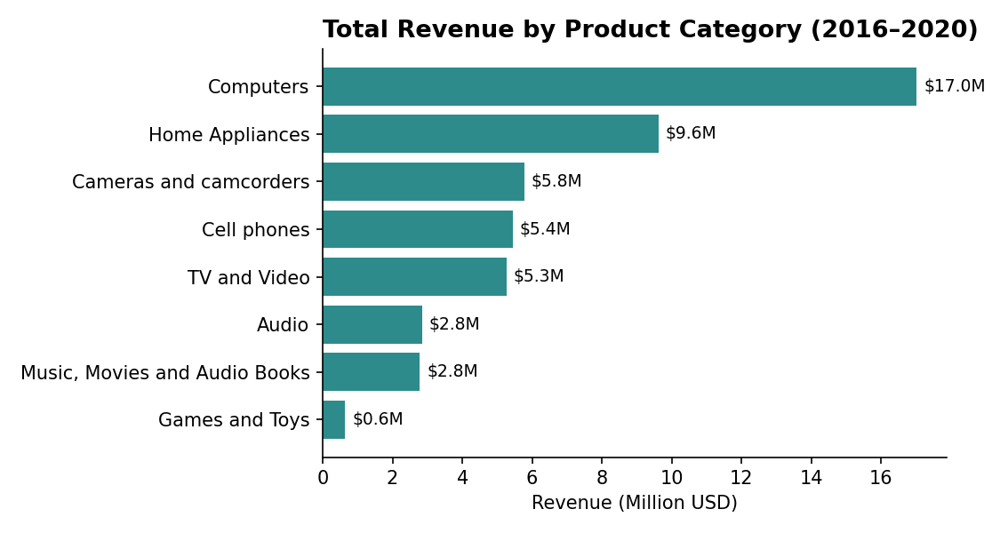 Total Revenue by Product Category (2016–2020)
Computers $17.0M
Home Appliances $9.6M
Cameras and camcorders $5.8M
Cell phones $5.4M
TV and Video $5.3M
Audio $2.8M
Music, Movies and Audio Books $2.8M
Games and Toys $0.6M
0 2 4 6 8 10 12 14 16
Revenue (Million USD)